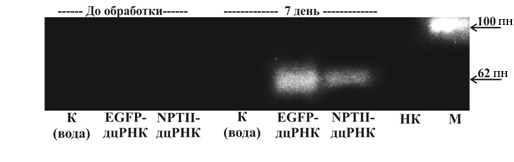 ------ До обработки------ ------------- 7 день -------------
100 пн
62 пн
К EGFP- NPTII- К EGFP- NPTII- НК М
(вода) дцРНК дцРНК (вода) дцРНК дцРНК